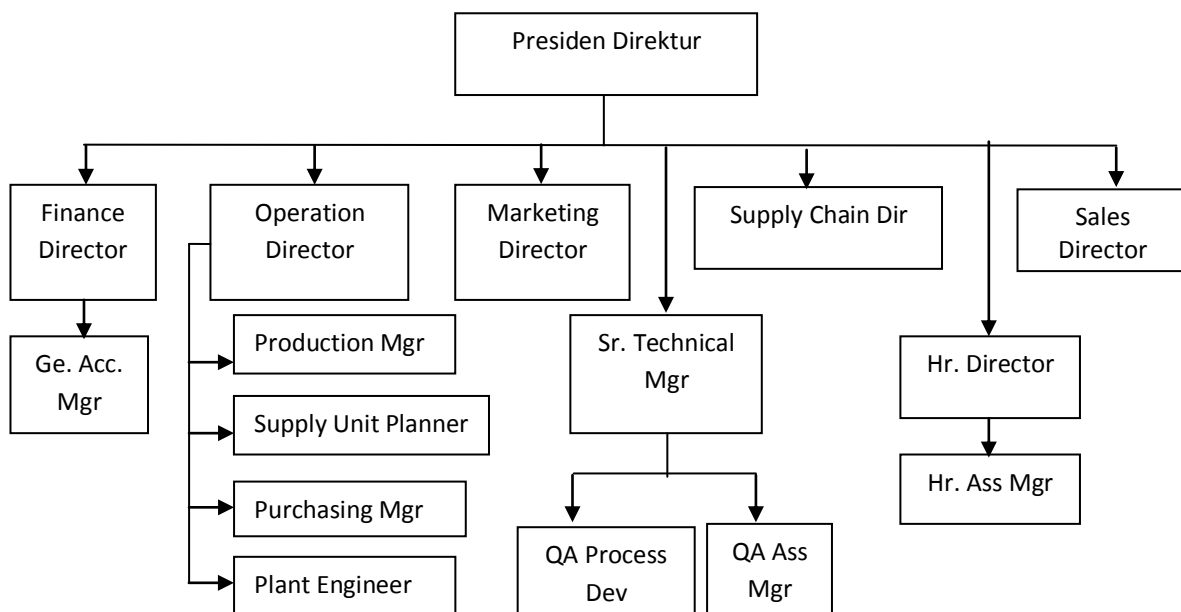 Presiden Direktur
Finance
Director
Operation
Director
Marketing
Director
Supply Chain Dir
Sales
Director
Ge. Acc.
Mgr
Production Mgr
Supply Unit Planner
Purchasing Mgr
Plant Engineer
Sr. Technical
Mgr
QA Process
Dev
QA Ass
Mgr
Hr. Director
Hr. Ass Mgr